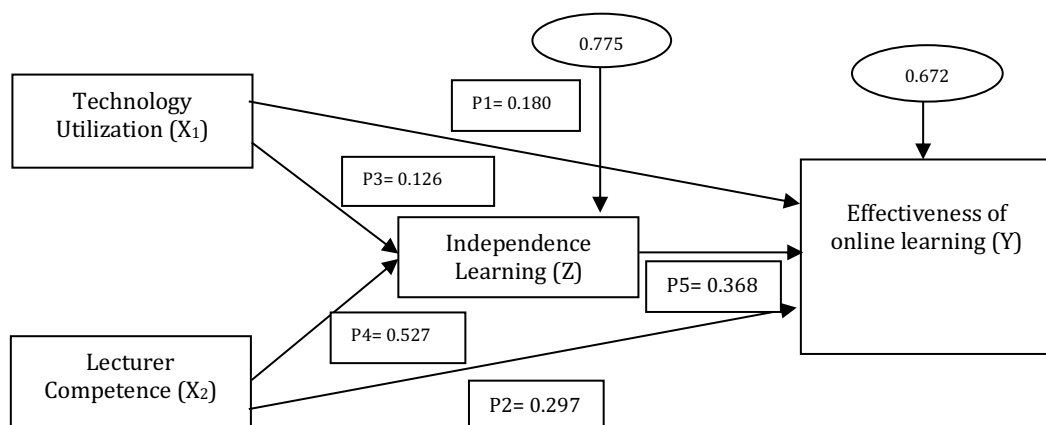 0.775
0.672
Technology
Utilization (X₁)
P1= 0.180
P3= 0.126
Independence
Learning (Z)
Effectiveness of
online learning (Y)
P5= 0.368
P4= 0.527
Lecturer
Competence (X₂)
P2= 0.297